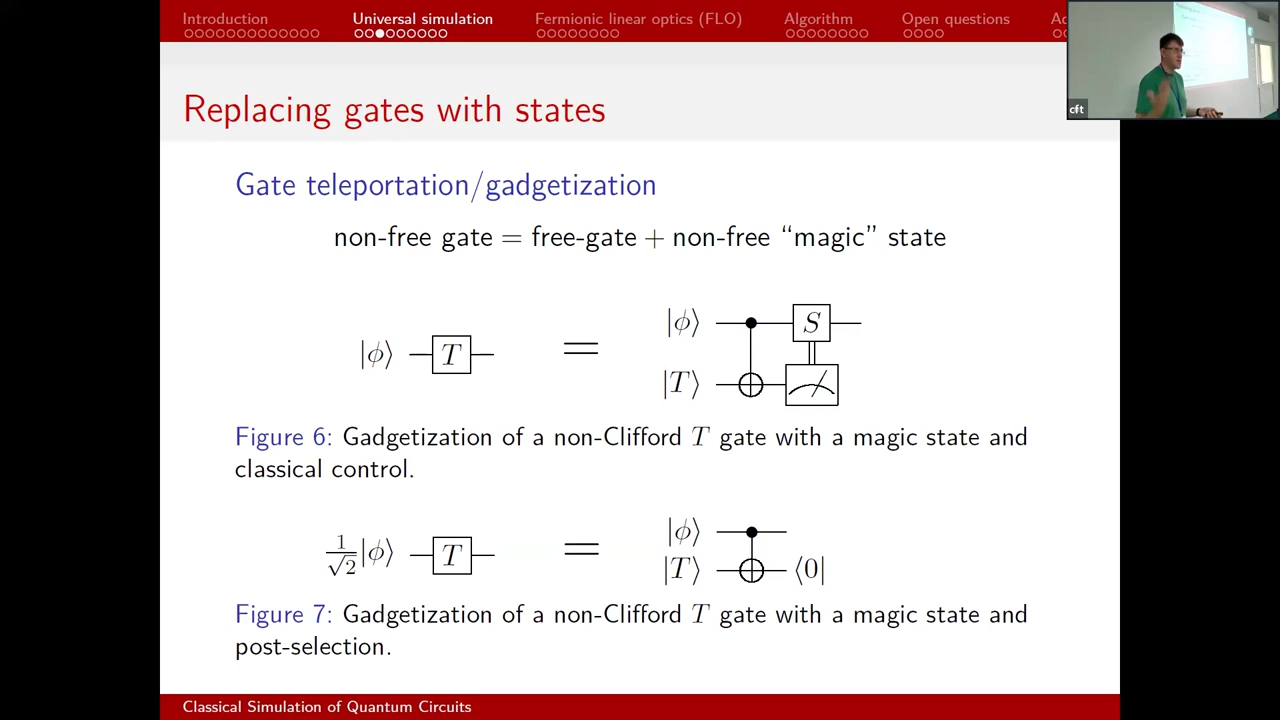 Introduction Universal simulation Fermionic linear optics (FLO) Algorithm Open questions
cft
Replacing gates with states
Gate teleportation/gadgetization
non-free gate = free-gate + non-free “magic” state
|ϕ⟩ T = |ϕ⟩ S
|T⟩
Figure 6: Gadgetization of a non-Clifford T gate with a magic state and
classical control.
1/√2 |ϕ⟩ T = |ϕ⟩
|T⟩ ⟨0|
Figure 7: Gadgetization of a non-Clifford T gate with a magic state and
post-selection.
Classical Simulation of Quantum Circuits